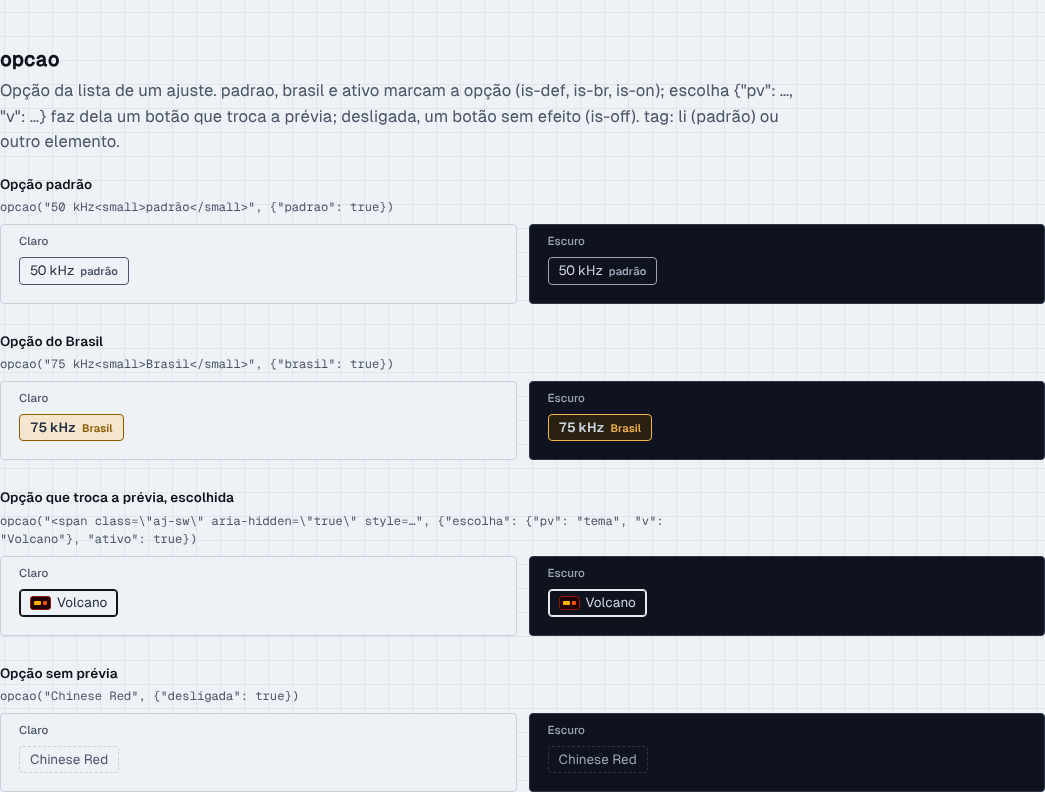 opcao
Opção da lista de um ajuste. padrao, brasil e ativo marcam a opção (is-def, is-br, is-on); escolha {"pv": …,
"v": …} faz dela um botão que troca a prévia; desligada, um botão sem efeito (is-off). tag: li (padrão) ou
outro elemento.
Opção padrão
opcao("50 kHz<small>padrão</small>", {"padrao": true})
Claro
50 kHz padrão
Escuro
50 kHz padrão
Opção do Brasil
opcao("75 kHz<small>Brasil</small>", {"brasil": true})
Claro
75 kHz Brasil
Escuro
75 kHz Brasil
Opção que troca a prévia, escolhida
opcao("<span class=\"aj-sw\" aria-hidden=\"true\" style=…", {"escolha": {"pv": "tema", "v":
"Volcano"}, "ativo": true})
Claro
Volcano
Escuro
Volcano
Opção sem prévia
opcao("Chinese Red", {"desligada": true})
Claro
Chinese Red
Escuro
Chinese Red